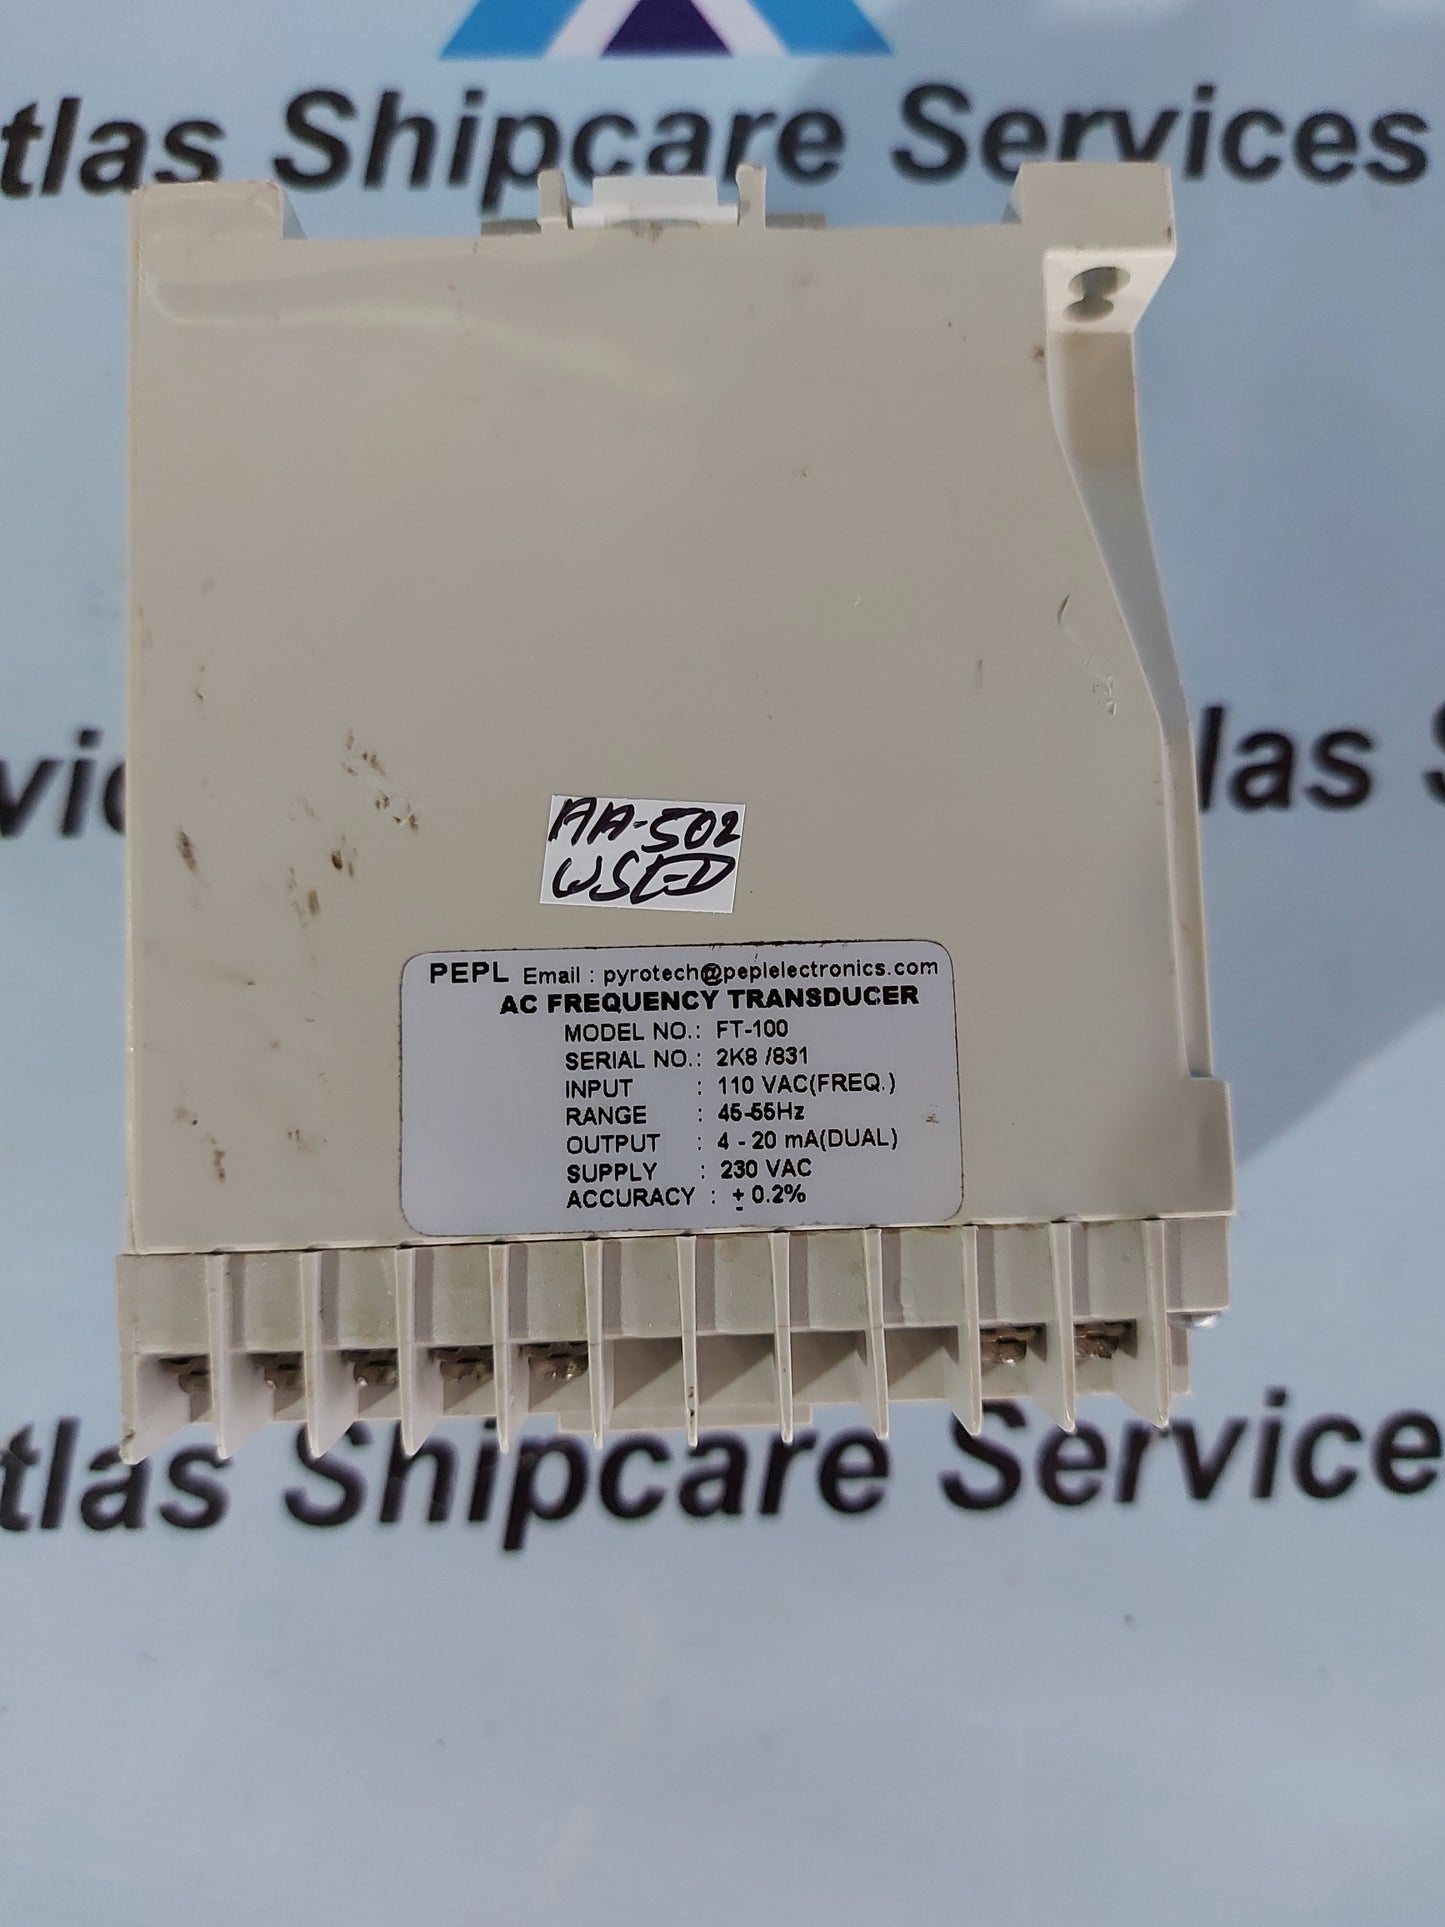 tlas Shipcare Services
vic
las S
AA-502
USED
PEPL Email : pyrotech@peplelectronics.com
AC FREQUENCY TRANSDUCER
MODEL NO.: FT-100
SERIAL NO.: 2K8 /831
INPUT : 110 VAC(FREQ.)
RANGE : 45-55Hz
OUTPUT : 4 - 20 mA(DUAL)
SUPPLY : 230 VAC
ACCURACY : ± 0.2%
tlas Shipcare Service